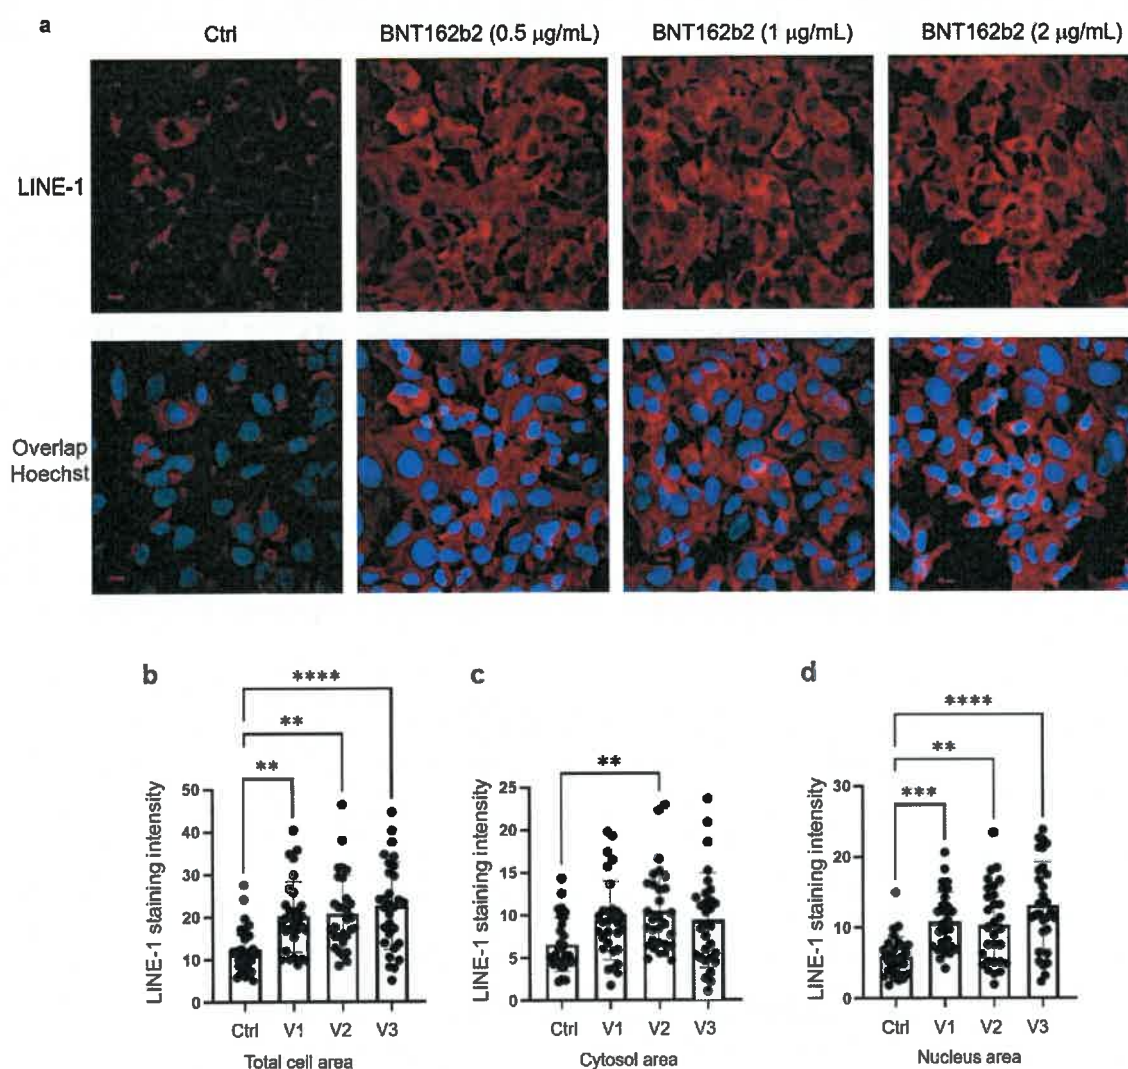 a
Ctrl
BNT162b2 (0.5 μg/mL)
BNT162b2 (1 μg/mL)
BNT162b2 (2 μg/mL)
LINE-1
Overlap
Hoechst
b
****
**
**
LINE-1 staining intensity
50
40
30
20
10
0
Ctrl V1 V2 V3
Total cell area
c
**
LINE-1 staining intensity
25
20
15
10
5
0
Ctrl V1 V2 V3
Cytosol area
d
****
**
***
LINE-1 staining intensity
30
20
10
0
Ctrl V1 V2 V3
Nucleus area